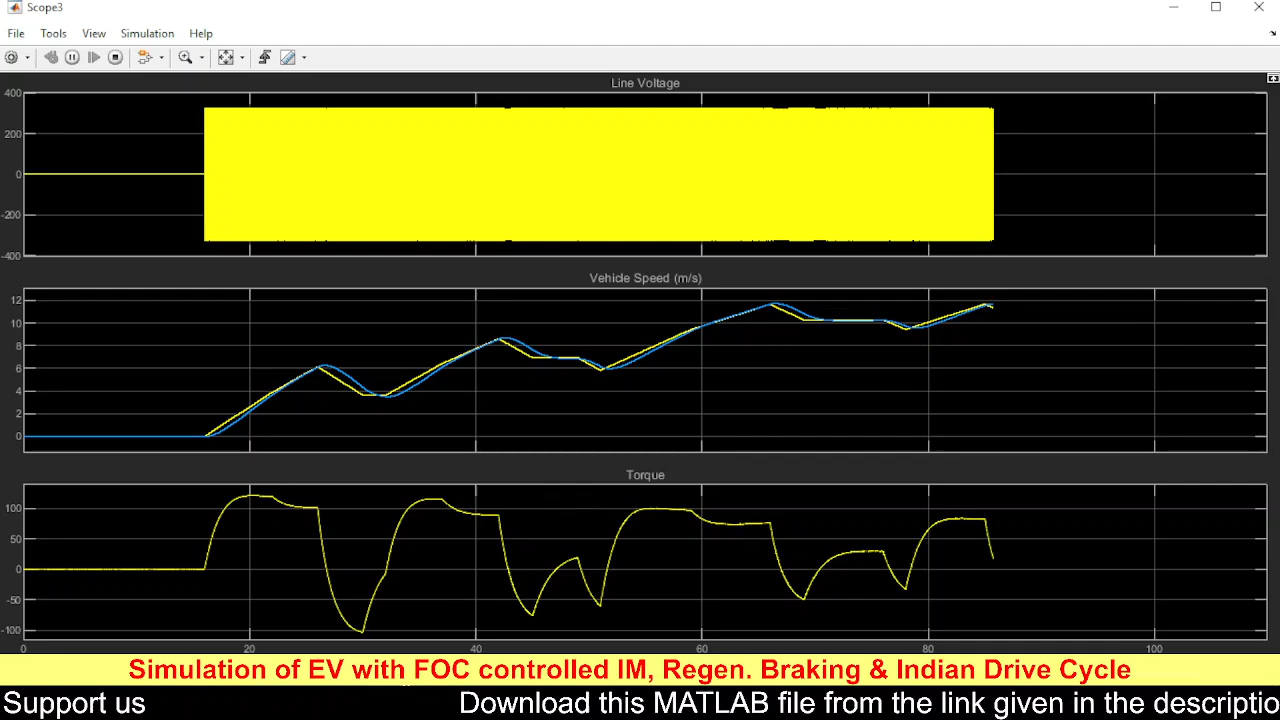 Scope3
File Tools View Simulation Help
Line Voltage
400
200
0
-200
-400
Vehicle Speed (m/s)
12
10
8
6
4
2
0
Torque
100
50
0
-50
-100
0 20 40 60 80 100
Simulation of EV with FOC controlled IM, Regen. Braking & Indian Drive Cycle
Support us Download this MATLAB file from the link given in the descriptio